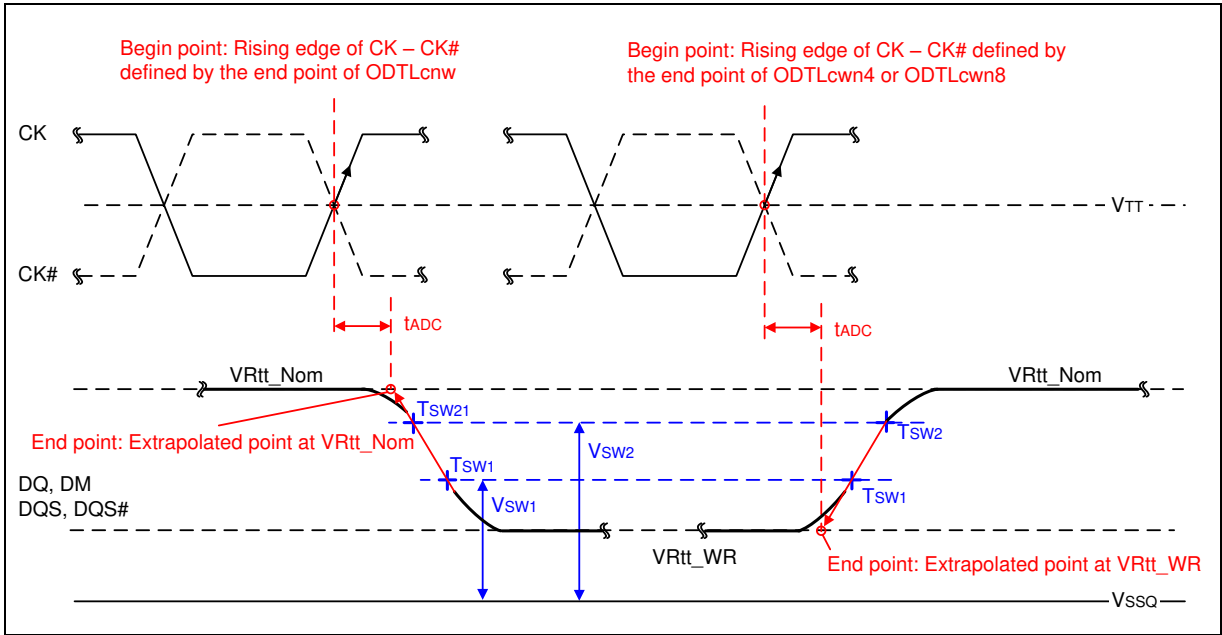 Begin point: Rising edge of CK – CK#
defined by the end point of ODTLcnw
Begin point: Rising edge of CK – CK# defined by
the end point of ODTLcwn4 or ODTLcwn8
CK
VTT
CK#
tADC
tADC
VRtt_Nom
VRtt_Nom
TSW21
TSW2
End point: Extrapolated point at VRtt_Nom
VSW2
TSW1
TSW1
DQ, DM
DQS, DQS#
VSW1
VRtt_WR
End point: Extrapolated point at VRtt_WR
VSSQ